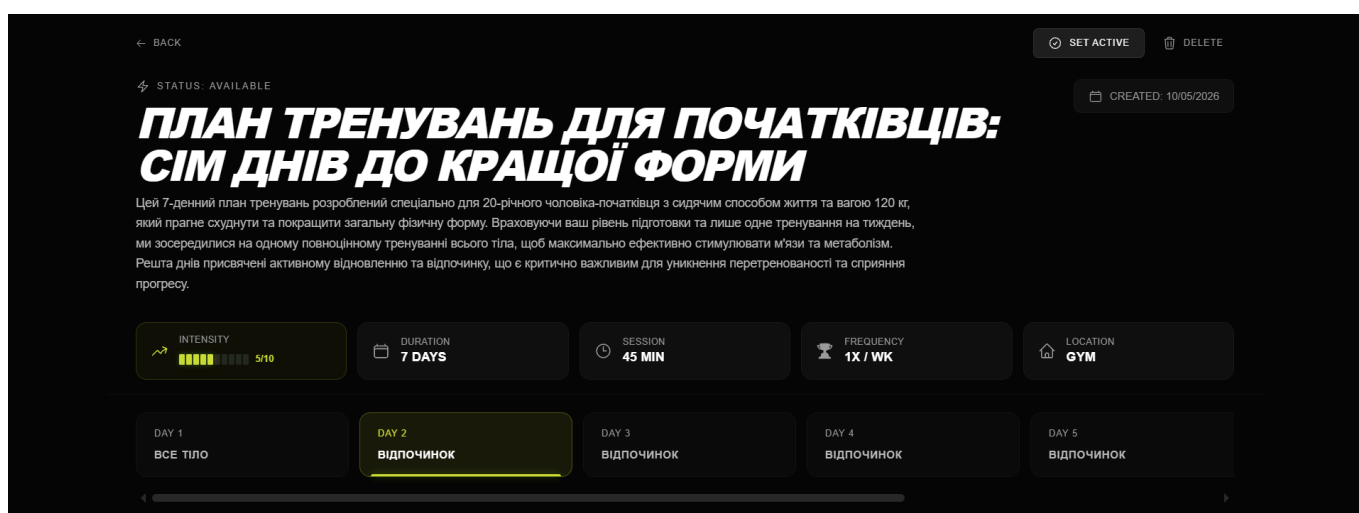 ← BACK
SET ACTIVE
DELETE
STATUS: AVAILABLE
CREATED: 10/05/2026
ПЛАН ТРЕНУВАНЬ ДЛЯ ПОЧАТКІВЦІВ:
СІМ ДНІВ ДО КРАЩОЇ ФОРМИ
Цей 7-денний план тренувань розроблений спеціально для 20-річного чоловіка-початківця з сидячим способом життя та вагою 120 кг,
який прагне схуднути та покращити загальну фізичну форму. Враховуючи ваш рівень підготовки та лише одне тренування на тиждень,
ми зосередилися на одному повноцінному тренуванні всього тіла, щоб максимально ефективно стимулювати м'язи та метаболізм.
Решта днів присвячені активному відновленню та відпочинку, що є критично важливим для уникнення перетренованості та сприяння
прогресу.
INTENSITY
5/10
DURATION
7 DAYS
SESSION
45 MIN
FREQUENCY
1X / WK
LOCATION
GYM
DAY 1
ВСЕ ТІЛО
DAY 2
ВІДПОЧИНОК
DAY 3
ВІДПОЧИНОК
DAY 4
ВІДПОЧИНОК
DAY 5
ВІДПОЧИНОК